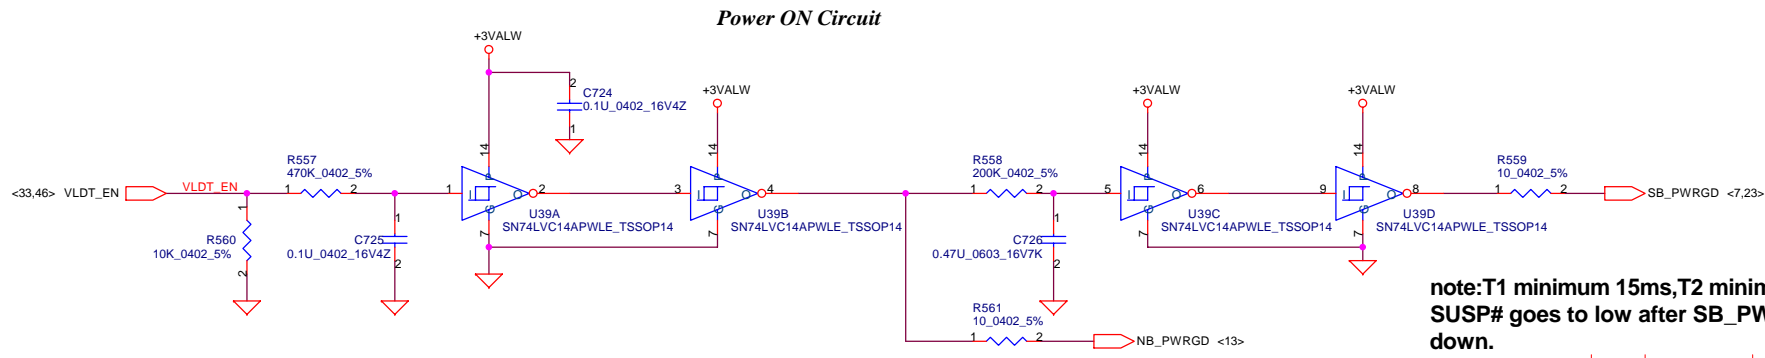 Power ON Circuit
+3VALW
2
C724
0.1U_0402_16V4Z
1
+3VALW
+3VALW
+3VALW
14
14
14
14
R557
470K_0402_5%
R558
200K_0402_5%
R559
10_0402_5%
<33,46> VLDT_EN
VLDT_EN
1
2
1
P
I
O
G
2
3
P
I
O
G
4
1
2
5
P
I
O
G
6
9
P
I
O
G
8
1
2
SB_PWRGD <7,23>
1
R560
10K_0402_5%
2
1
C725
0.1U_0402_16V4Z
2
7
U39A
SN74LVC14APWLE_TSSOP14
7
U39B
SN74LVC14APWLE_TSSOP14
1
C726
0.47U_0603_16V7K
2
7
U39C
SN74LVC14APWLE_TSSOP14
7
U39D
SN74LVC14APWLE_TSSOP14
R561
10_0402_5%
1
2
NB_PWRGD <13>
note:T1 minimum 15ms,T2 minin
SUSP# goes to low after SB_PW
down.